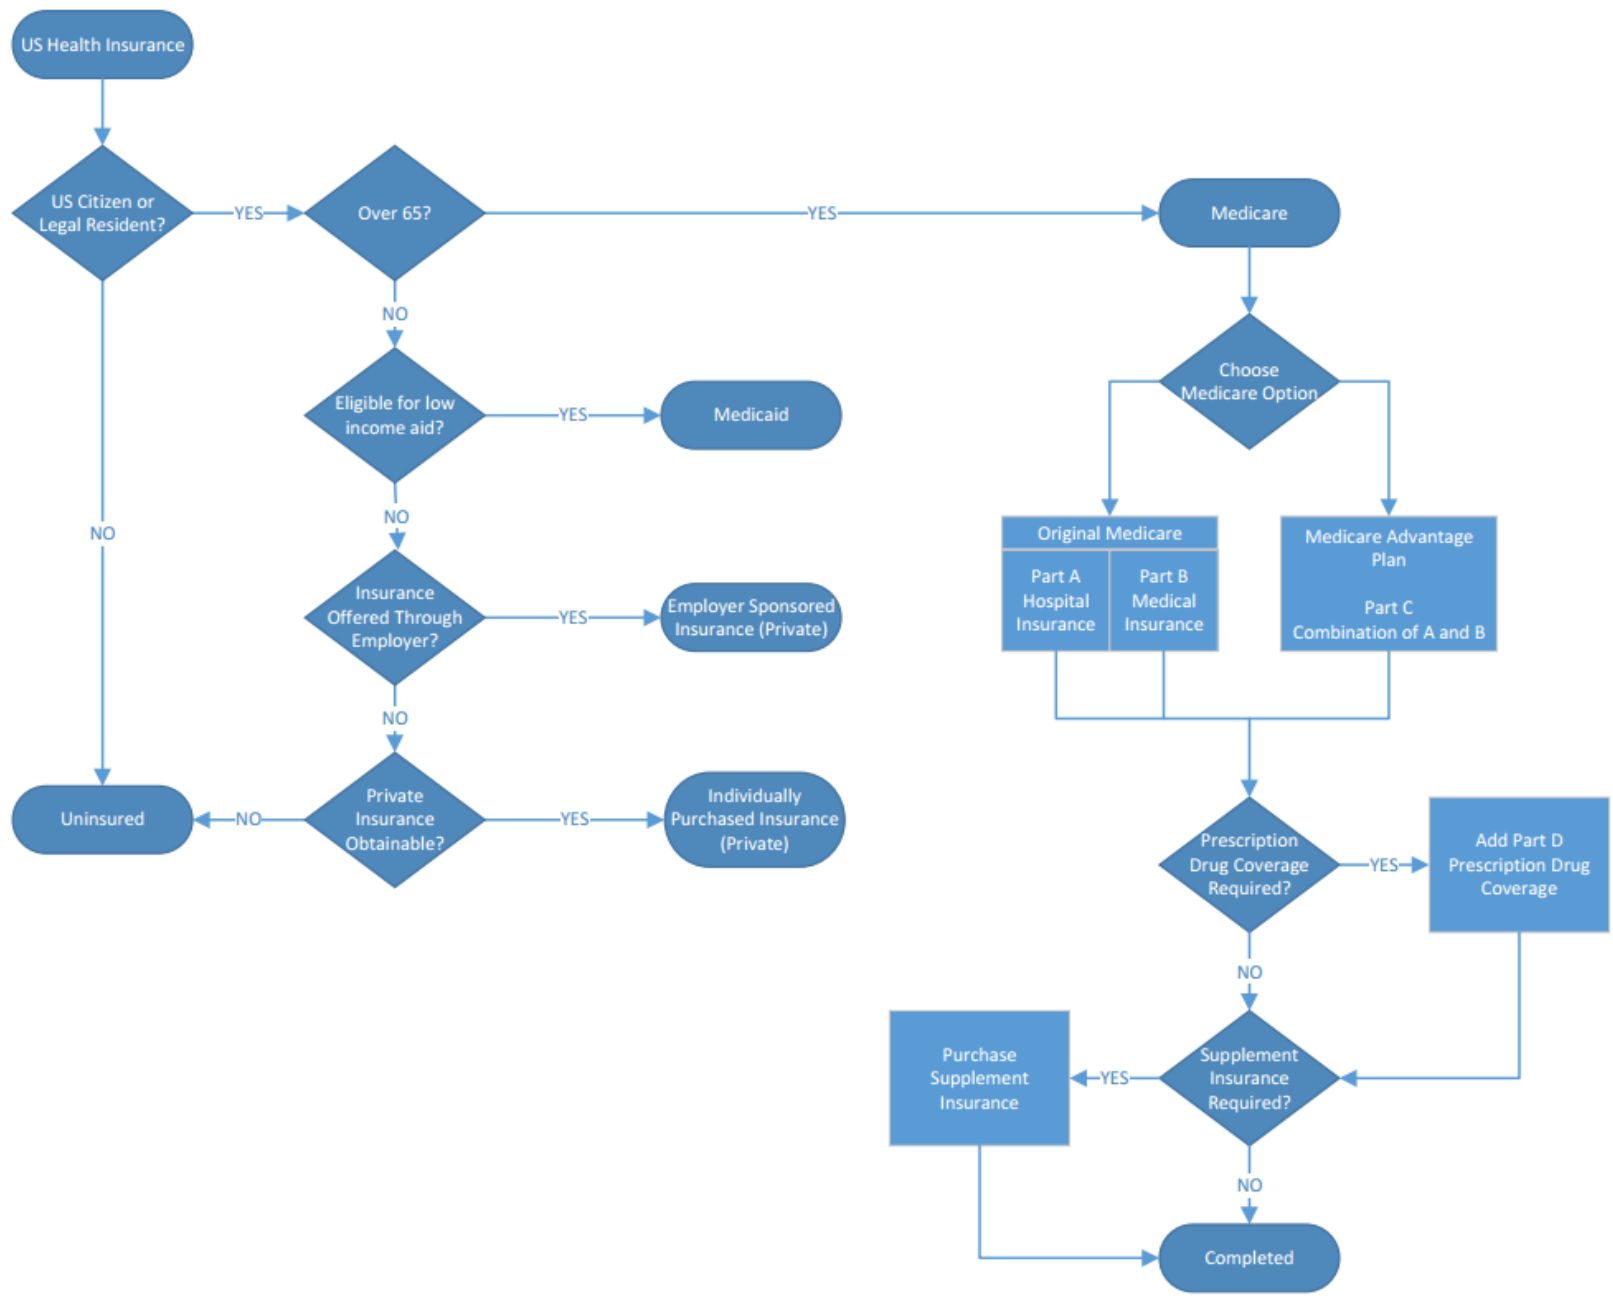 US Health Insurance
US Citizen or
Legal Resident?
YES
Over 65?
YES
Medicare
NO
Choose
Medicare Option
Eligible for low
income aid?
YES
Medicaid
NO
NO
Original Medicare
Part A
Hospital
Insurance
Part B
Medical
Insurance
Medicare Advantage
Plan
Part C
Combination of A and B
Insurance
Offered Through
Employer?
YES
Employer Sponsored
Insurance (Private)
NO
Uninsured
NO
Private
Insurance
Obtainable?
YES
Individually
Purchased Insurance
(Private)
Prescription
Drug Coverage
Required?
YES
Add Part D
Prescription Drug
Coverage
NO
Purchase
Supplement
Insurance
YES
Supplement
Insurance
Required?
NO
Completed